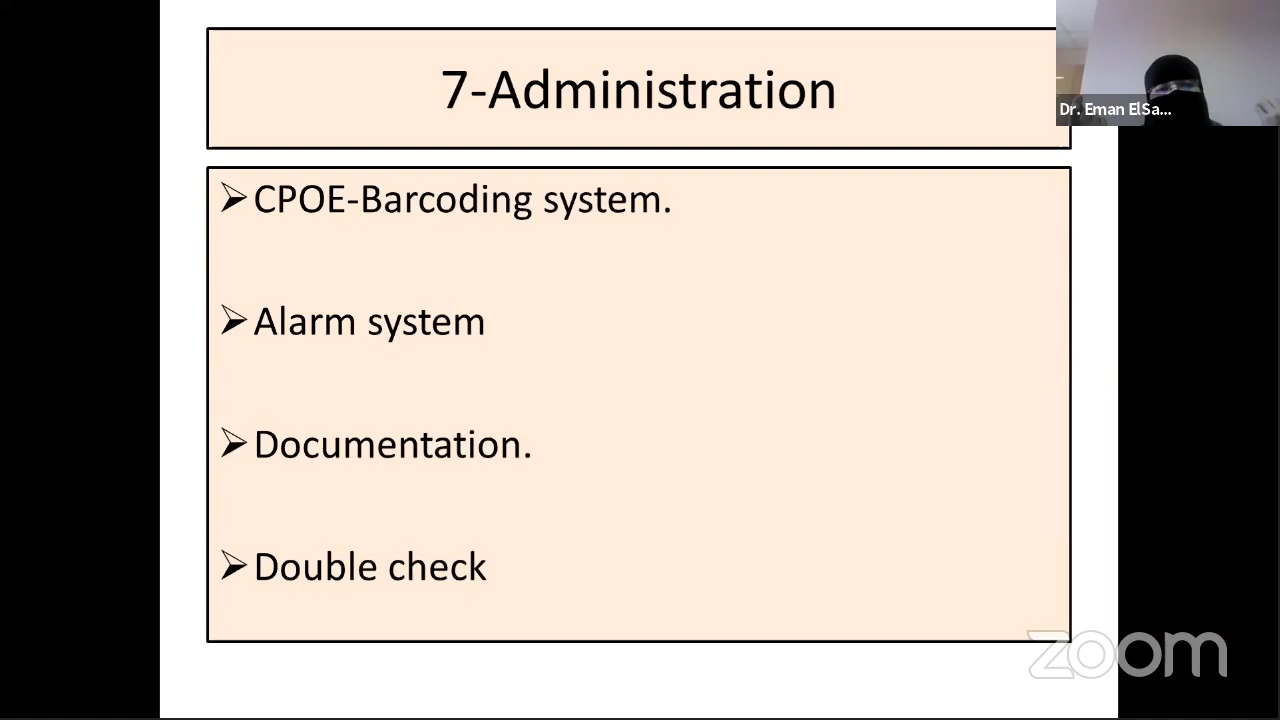 7-Administration
Dr. Eman ElSa...
➢CPOE-Barcoding system.
➢Alarm system
➢Documentation.
➢Double check
zoom